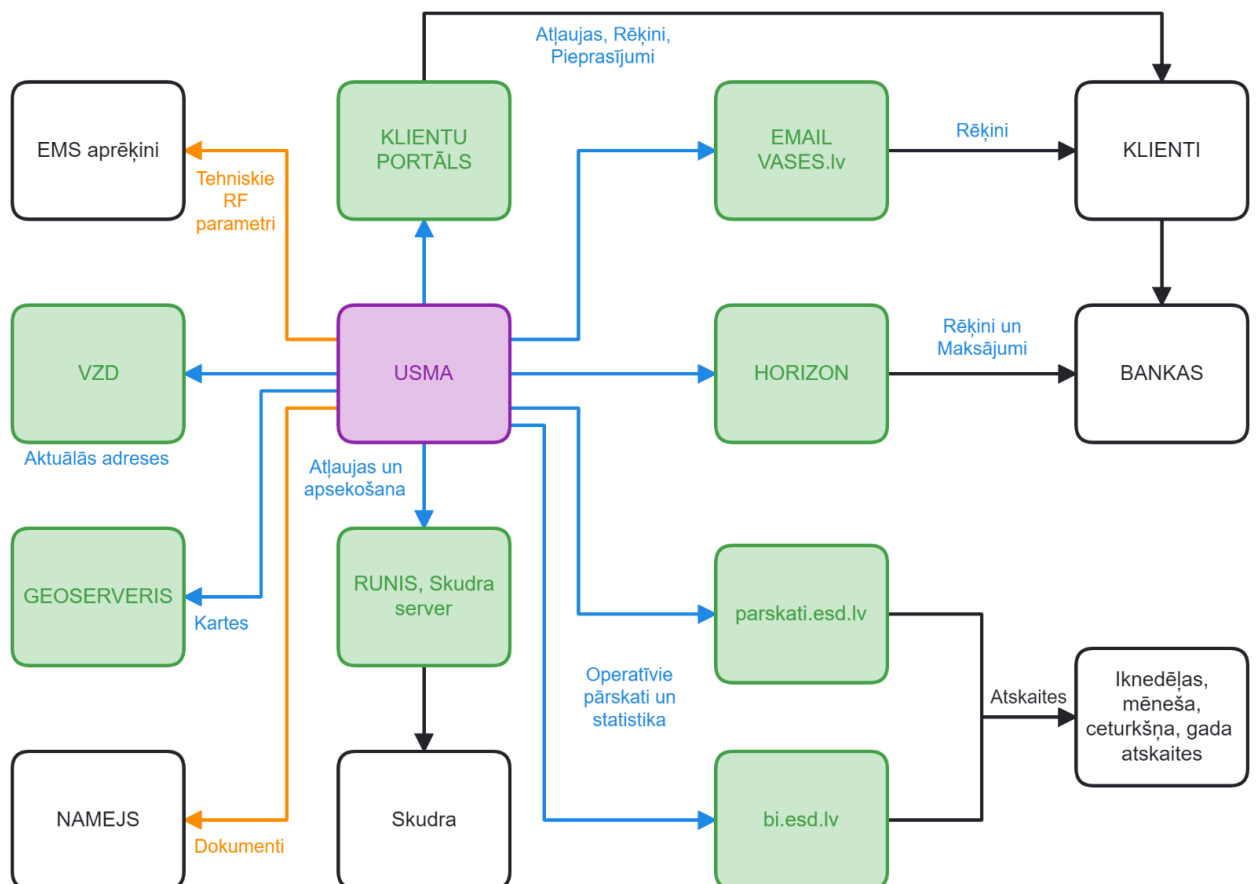 Atļaujas, Rēķini,
Pieprasījumi
EMS aprēķini
KLIENTU
PORTĀLS
EMAIL
VASES.lv
Rēķini
KLIENTI
Tehniskie
RF
parametri
VZD
USMA
HORIZON
Rēķini un
Maksājumi
BANKAS
Aktuālās adreses
Atļaujas un
apsekošana
GEOSERVERIS
Kartes
RUNIS, Skudra
server
parskati.esd.lv
Operatīvie
pārskati un
statistika
Atskaites
Iknedēļas,
mēneša,
ceturkšņa, gada
atskaites
NAMEJS
Dokumenti
Skudra
bi.esd.lv